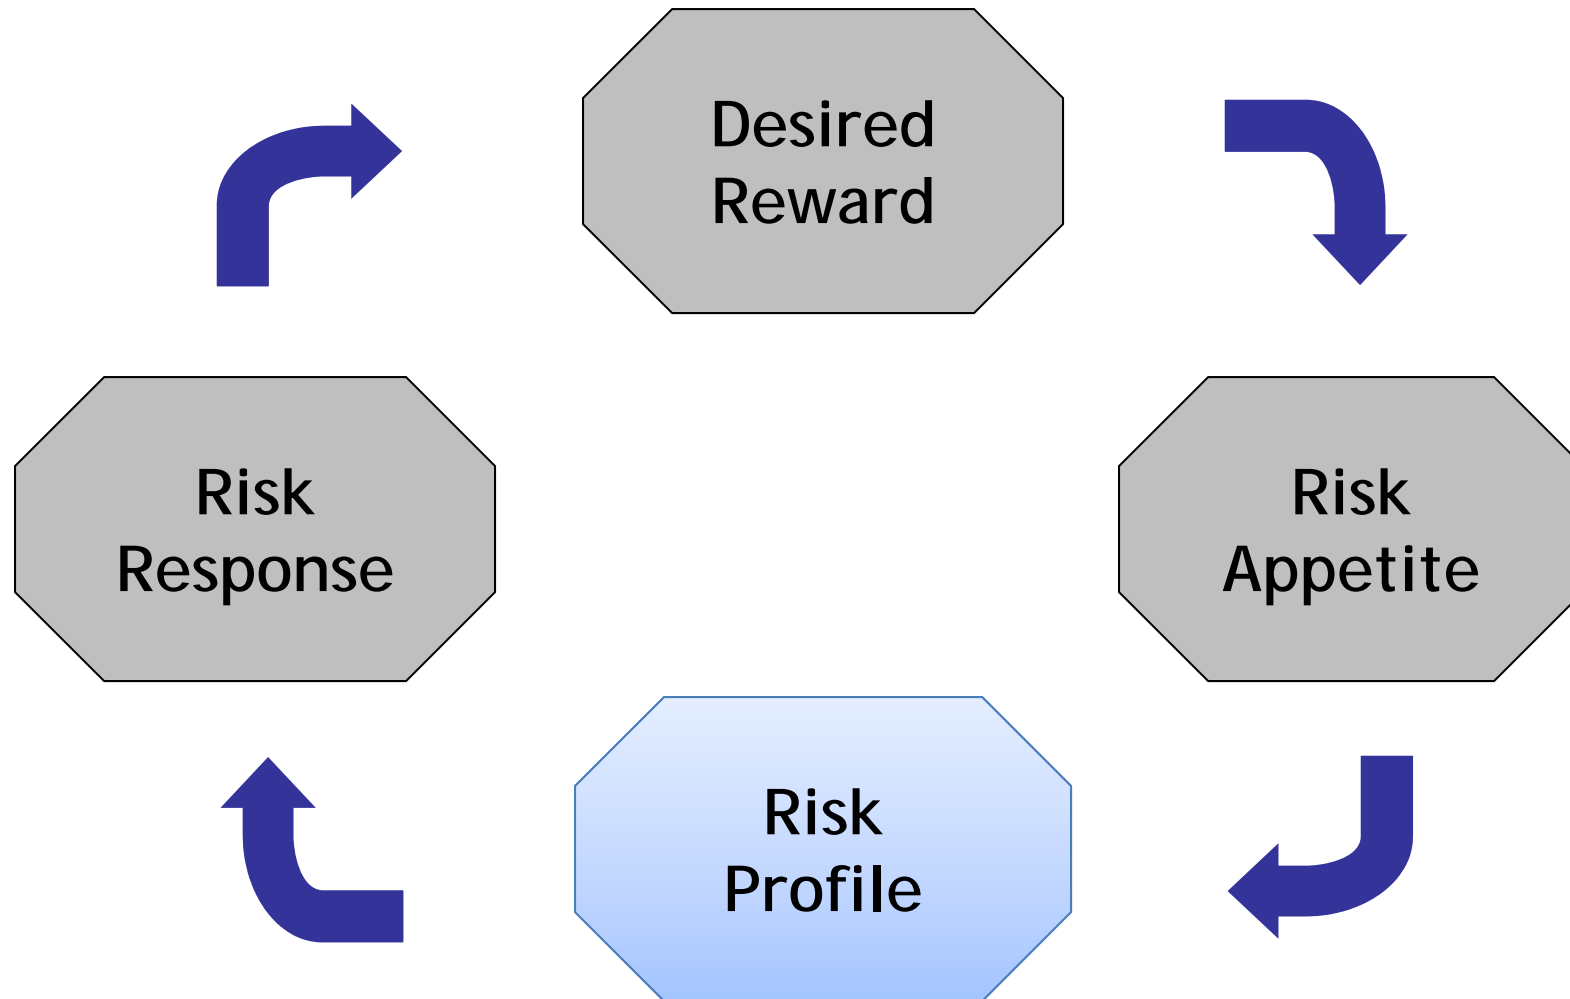 Desired
Reward
Risk
Response
Risk
Appetite
Risk
Profile